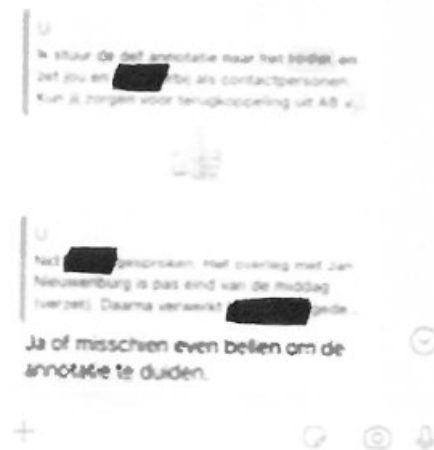 U
Ik stuur de def annotatie naar het en
zet jou en erbij als contactpersonen.
Kun jij zorgen voor terugkoppeling uit AB v...
U
gesproken. Het overleg met Jan
Nieuwenburg is pas eind van de middag
(verzet). Daarna verwerkt gede...
Ja of misschien even bellen om de
annotatie te duiden.